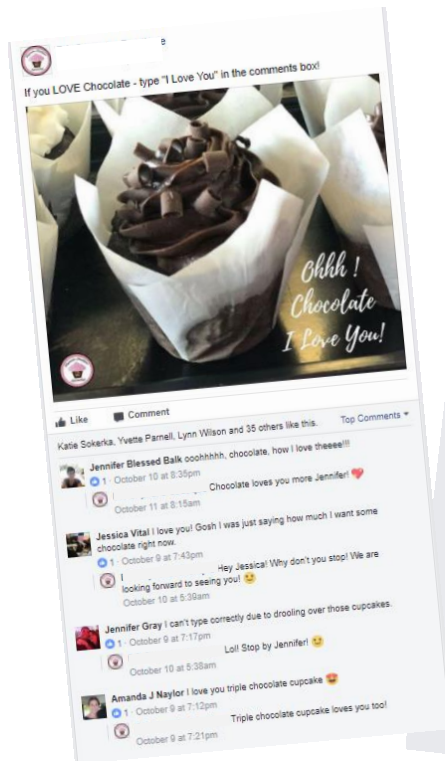 e
If you LOVE Chocolate - type "I Love You" in the comments box!
Ohhh !
Chocolate
I Love You!
Like Comment
Katie Sokerka, Yvette Parnell, Lynn Wilson and 35 others like this. Top Comments
Jennifer Blessed Balk ooohhhhh, chocolate, how I love theeee!!!
1 · October 10 at 8:35pm
Chocolate loves you more Jennifer!
October 11 at 8:15am
Jessica Vital I love you! Gosh I was just saying how much I want some
chocolate right now.
1 · October 9 at 7:43pm
Hey Jessica! Why don't you stop! We are
looking forward to seeing you!
October 10 at 5:39am
Jennifer Gray I can't type correctly due to drooling over those cupcakes.
1 · October 9 at 7:17pm
Lol! Stop by Jennifer!
October 10 at 5:38am
Amanda J Naylor I love you triple chocolate cupcake
1 · October 9 at 7:12pm
Triple chocolate cupcake loves you too!
October 9 at 7:21pm